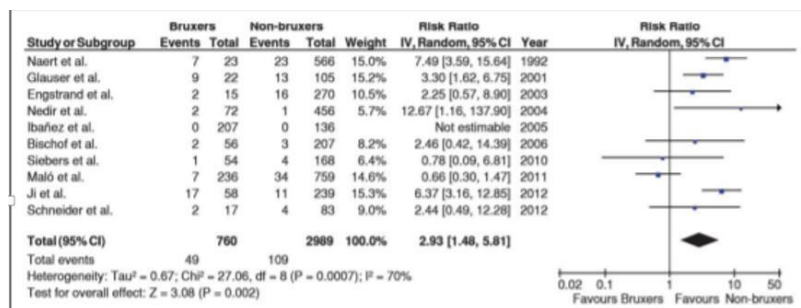 Bruxers Non-bruxers Risk Ratio Risk Ratio
Study or Subgroup Events Total Events Total Weight IV, Random, 95% CI Year IV, Random, 95% CI
Naert et al. 7 23 23 566 15.0% 7.49 [3.59, 15.64] 1992
Glauser et al. 9 22 13 105 15.3% 3.30 [1.62, 6.75] 2001
Engstrand et al. 2 15 16 270 10.5% 2.25 [0.57, 8.90] 2003
Nedir et al. 2 72 1 456 5.7% 12.67 [1.16, 137.90] 2004
Ibañez et al. 0 207 0 136 Not estimable 2005
Bischof et al. 2 56 3 207 8.2% 2.46 [0.42, 14.39] 2006
Siebers et al. 1 54 4 168 6.4% 0.78 [0.09, 6.81] 2010
Maló et al. 7 236 34 759 14.6% 0.66 [0.30, 1.47] 2011
Ji et al. 17 58 11 239 15.3% 6.37 [3.16, 12.85] 2012
Schneider et al. 2 17 4 83 9.0% 2.44 [0.49, 12.28] 2012
Total (95% CI) 760 2989 100.0% 2.93 [1.48, 5.81]
Total events 49 109
Heterogeneity: Tau² = 0.67; Chi² = 27.06, df = 8 (P = 0.0007); I² = 70%
Test for overall effect: Z = 3.08 (P = 0.002)
0.02 0.1 1 10 50
Favours Bruxers Favours Non-bruxers